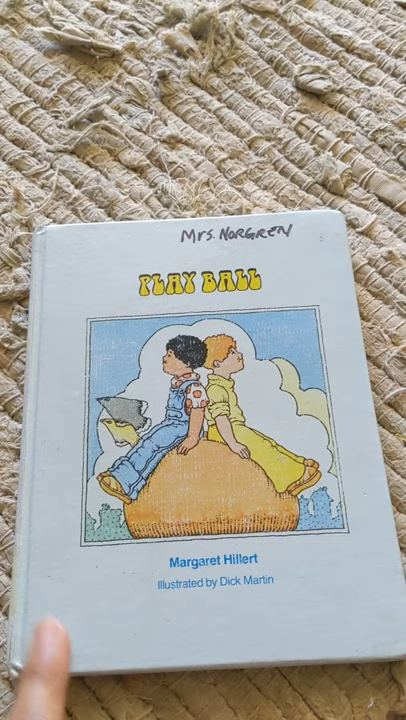 Mrs. NORGREN
PLAY BALL
Margaret Hillert
Illustrated by Dick Martin